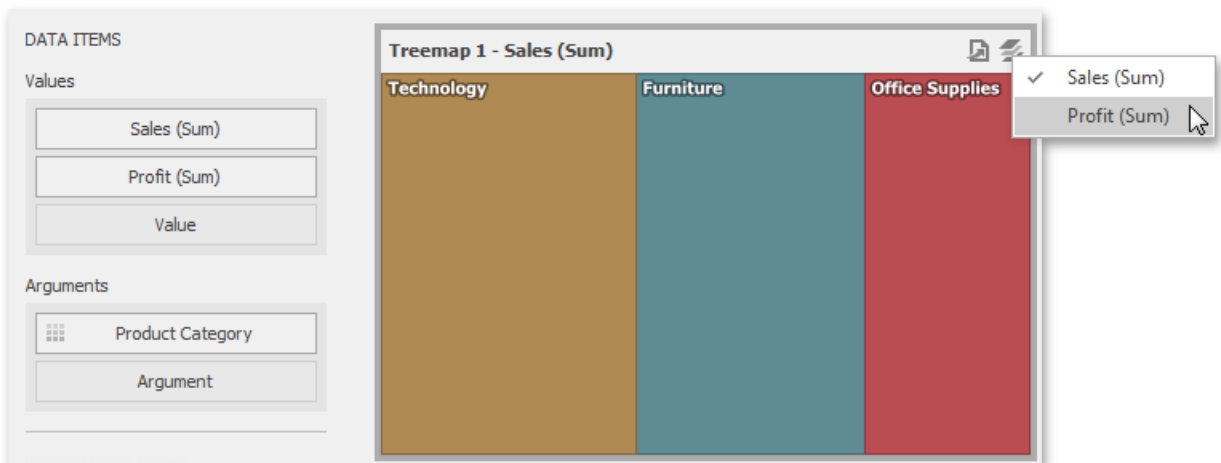 DATA ITEMS
Values
Sales (Sum)
Profit (Sum)
Value
Arguments
Product Category
Argument
Treemap 1 - Sales (Sum)
Technology
Furniture
Office Supplies
Sales (Sum)
Profit (Sum)